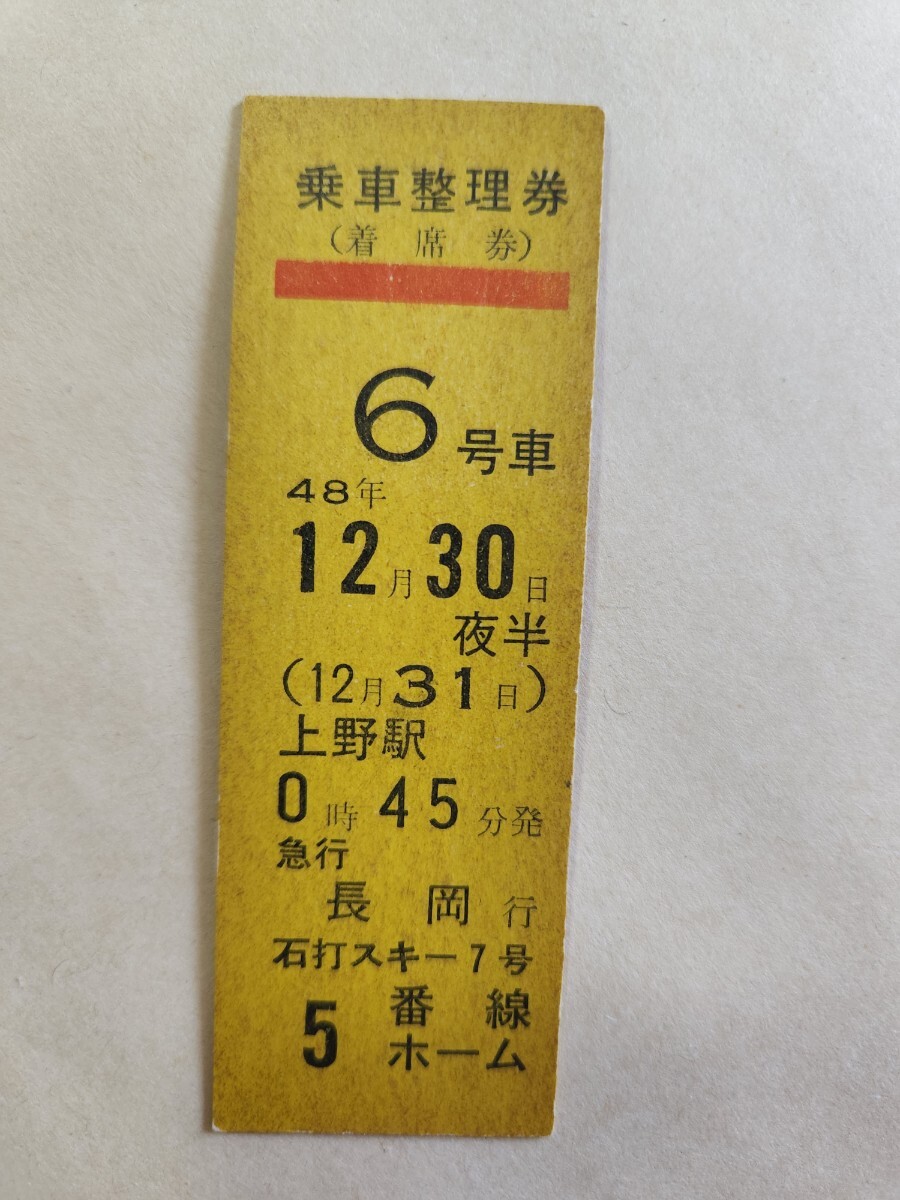 乗車整理券
(着席券)
6号車
48年
12月30日
夜半
(12月31日)
上野駅
0時45分発
急行
長岡行
石打スキー7号
5番線
ホーム